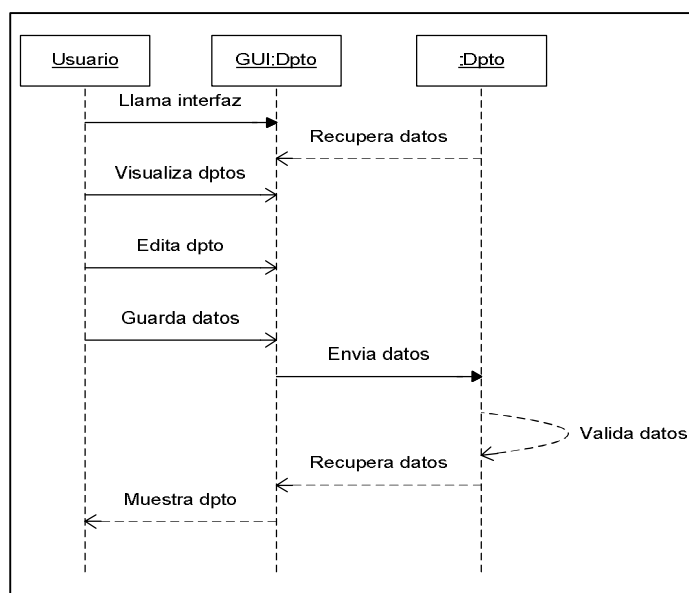 Usuario
GUI:Dpto
:Dpto
Llama interfaz
Recupera datos
Visualiza dptos
Edita dpto
Guarda datos
Envia datos
Valida datos
Recupera datos
Muestra dpto